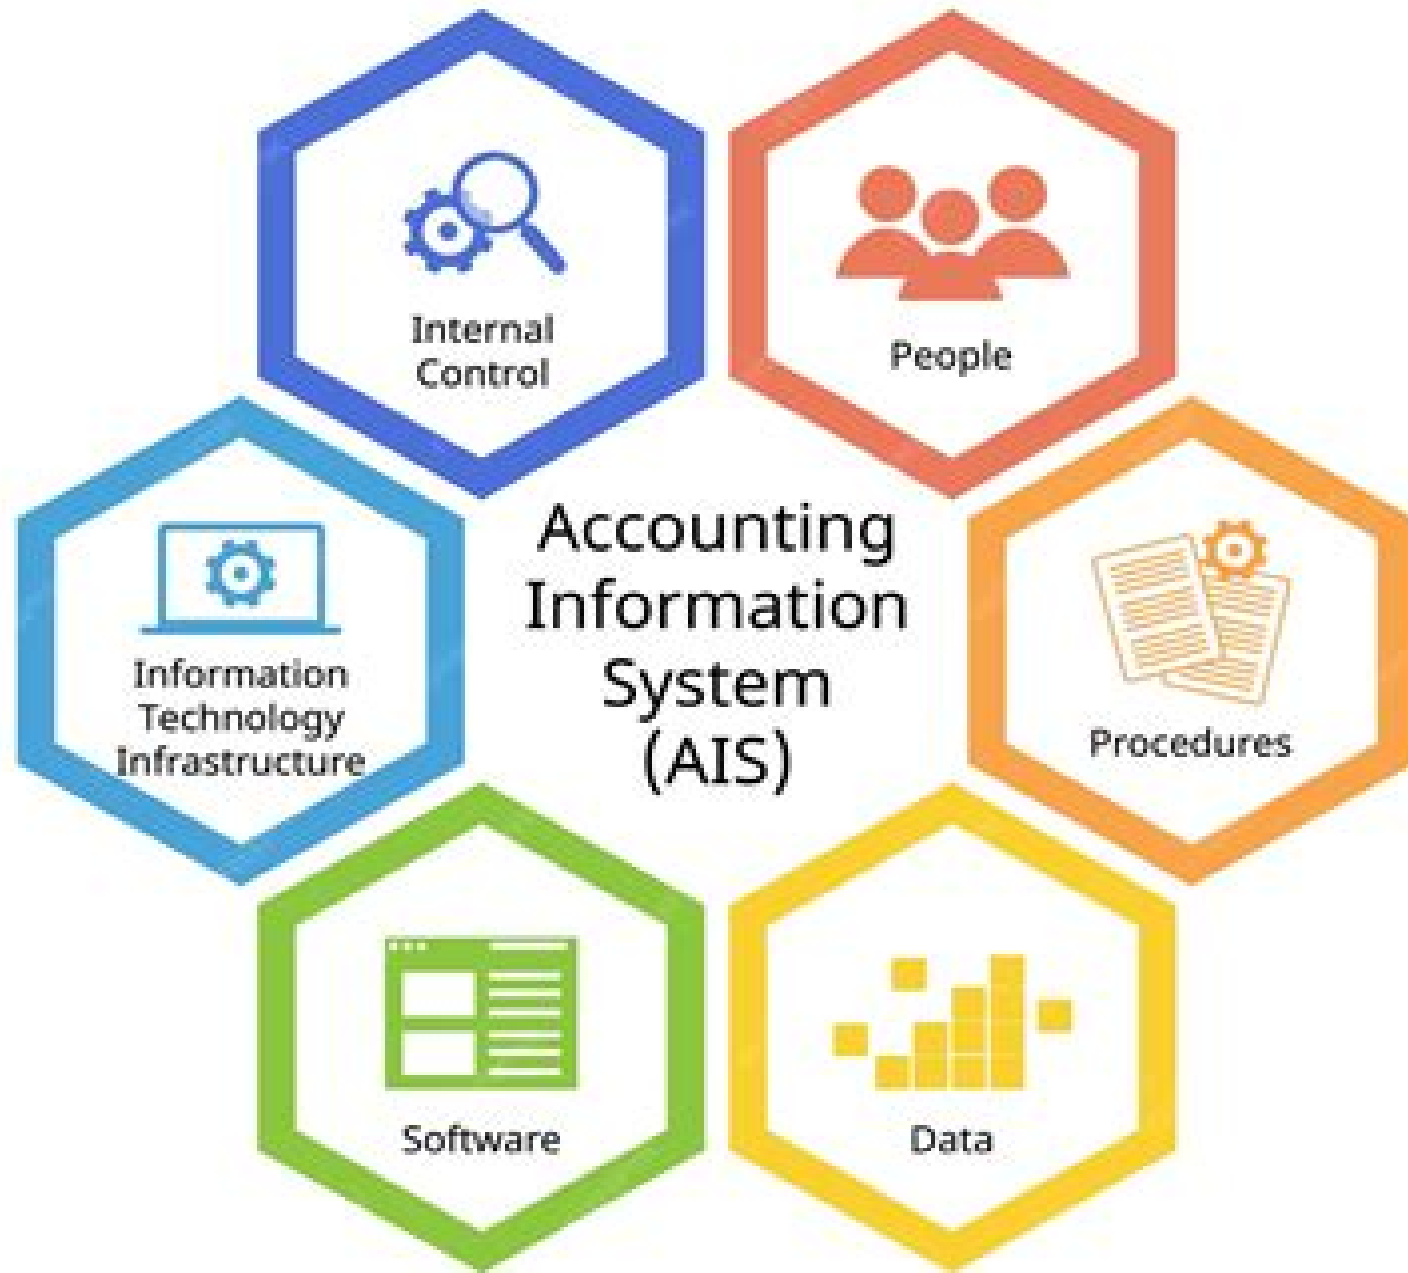 Internal
Control
People
Accounting
Information
System
(AIS)
Information
Technology
Infrastructure
Procedures
Software
Data